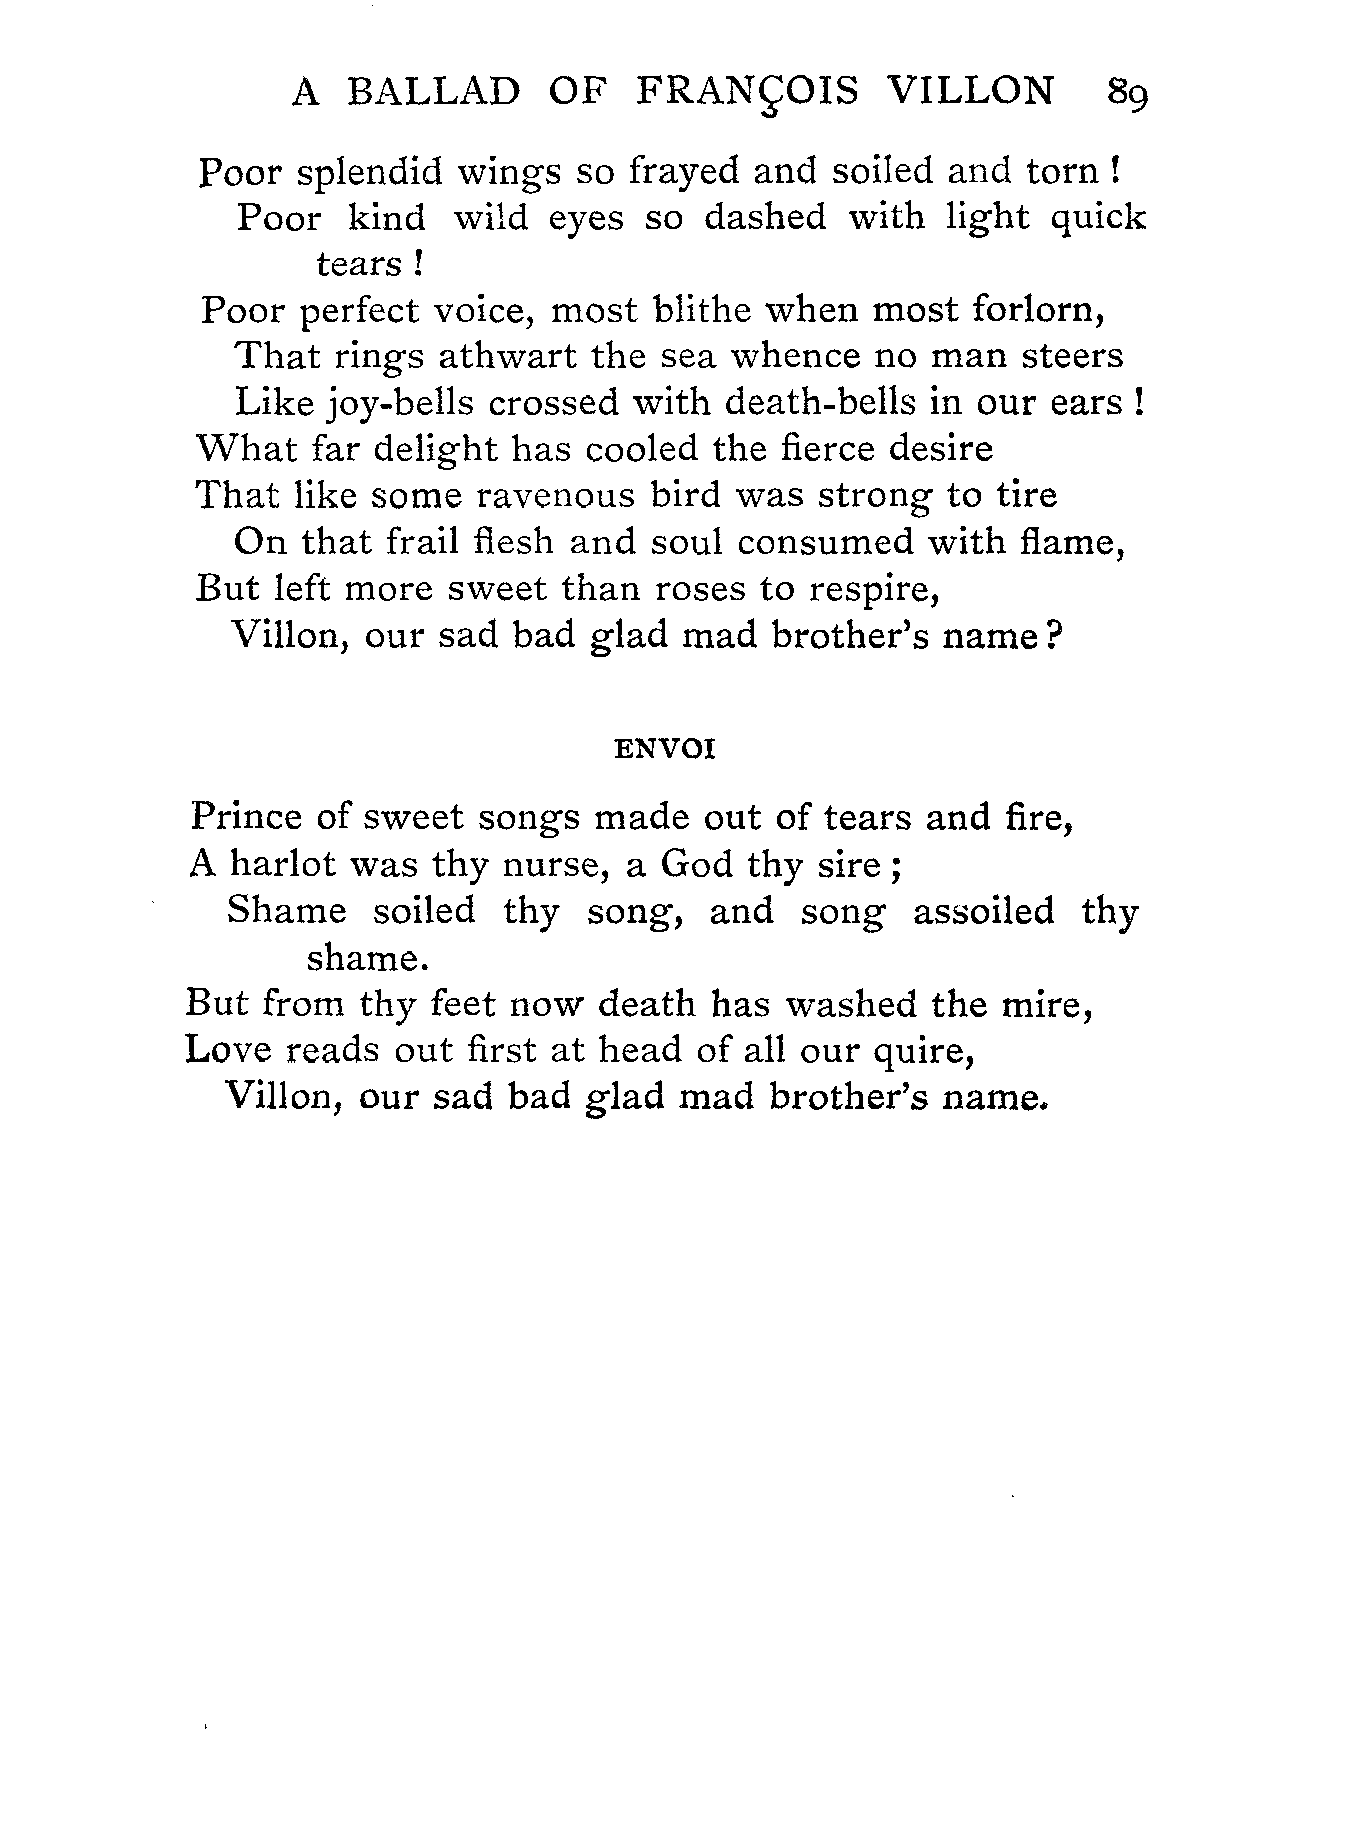 A BALLAD OF FRANÇOIS VILLON 89
Poor splendid wings so frayed and soiled and torn !
Poor kind wild eyes so dashed with light quick
tears !
Poor perfect voice, most blithe when most forlorn,
That rings athwart the sea whence no man steers
Like joy-bells crossed with death-bells in our ears !
What far delight has cooled the fierce desire
That like some ravenous bird was strong to tire
On that frail flesh and soul consumed with flame,
But left more sweet than roses to respire,
Villon, our sad bad glad mad brother's name ?
ENVOI
Prince of sweet songs made out of tears and fire,
A harlot was thy nurse, a God thy sire ;
Shame soiled thy song, and song assoiled thy
shame.
But from thy feet now death has washed the mire,
Love reads out first at head of all our quire,
Villon, our sad bad glad mad brother's name.